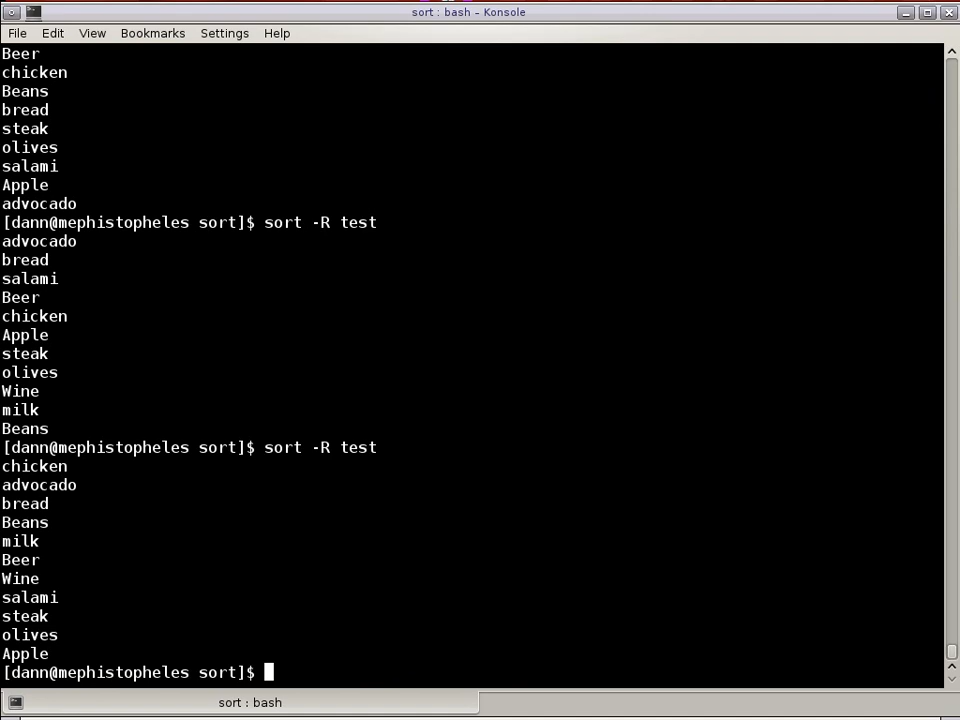 sort : bash – Konsole
File Edit View Bookmarks Settings Help
Beer
chicken
Beans
bread
steak
olives
salami
Apple
advocado
[dann@mephistopheles sort]$ sort -R test
advocado
bread
salami
Beer
chicken
Apple
steak
olives
Wine
milk
Beans
[dann@mephistopheles sort]$ sort -R test
chicken
advocado
bread
Beans
milk
Beer
Wine
salami
steak
olives
Apple
[dann@mephistopheles sort]$
sort : bash